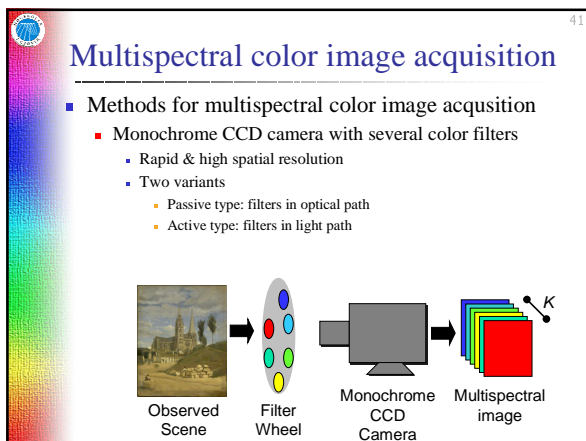 41
Multispectral color image acquisition
Methods for multispectral color image acqusition
Monochrome CCD camera with several color filters
Rapid & high spatial resolution
Two variants
Passive type: filters in optical path
Active type: filters in light path
K
Observed
Scene
Filter
Wheel
Monochrome
CCD
Camera
Multispectral
image